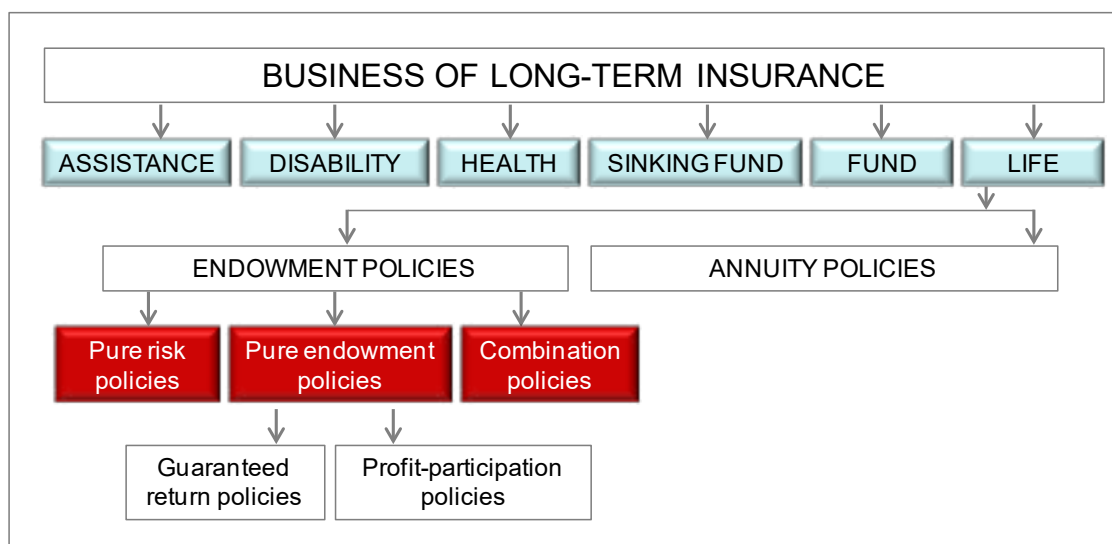 BUSINESS OF LONG-TERM INSURANCE
ASSISTANCE
DISABILITY
HEALTH
SINKING FUND
FUND
LIFE
ENDOWMENT POLICIES
ANNUITY POLICIES
Pure risk
policies
Pure endowment
policies
Combination
policies
Guaranteed
return policies
Profit-participation
policies